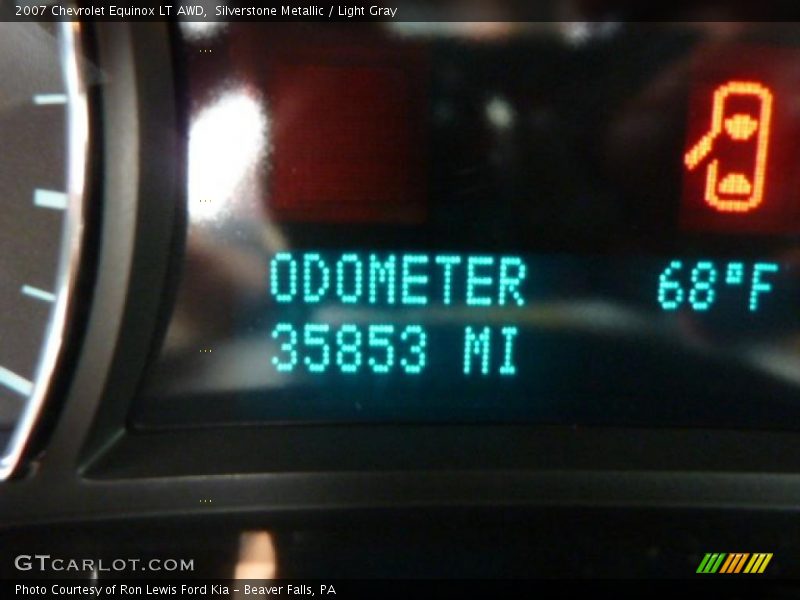 2007 Chevrolet Equinox LT AWD, Silverstone Metallic / Light Gray
ODOMETER 68°F
35853 MI
GTCARLOT.COM
Photo Courtesy of Ron Lewis Ford Kia - Beaver Falls, PA